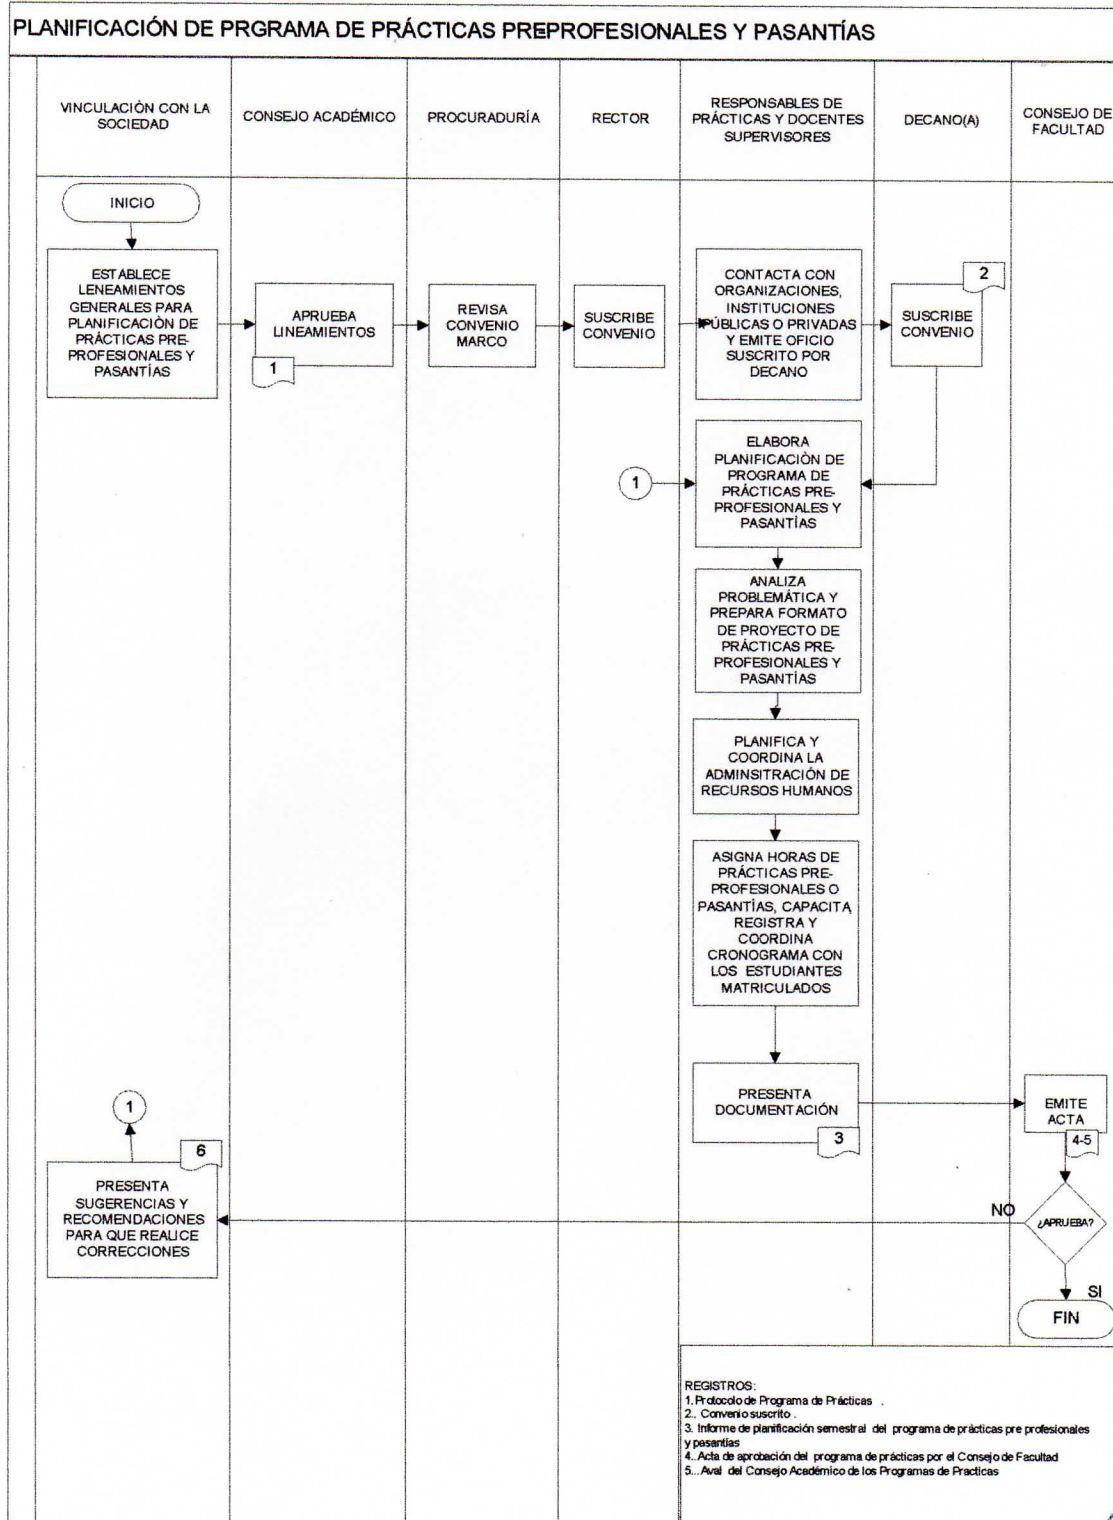 PLANIFICACIÓN DE PRGRAMA DE PRÁCTICAS PREPROFESIONALES Y PASANTÍAS
VINCULACIÒN CON LA
SOCIEDAD
CONSEJO ACADÉMICO
PROCURADURÍA
RECTOR
RESPONSABLES DE
PRÁCTICAS Y DOCENTES
SUPERVISORES
DECANO(A)
CONSEJO DE
FACULTAD
INICIO
ESTABLECE
LENEAMIENTOS
GENERALES PARA
PLANIFICACIÒN DE
PRÁCTICAS PRE-
PROFESIONALES Y
PASANTÍAS
APRUEBA
LINEAMIENTOS
1
REVISA
CONVENIO
MARCO
SUSCRIBE
CONVENIO
CONTACTA CON
ORGANIZACIONES,
INSTITUCIONES
PÚBLICAS O PRIVADAS
Y EMITE OFICIO
SUSCRITO POR
DECANO
2
SUSCRIBE
CONVENIO
1
ELABORA
PLANIFICACIÒN DE
PROGRAMA DE
PRÁCTICAS PRE-
PROFESIONALES Y
PASANTÍAS
ANALIZA
PROBLEMÁTICA Y
PREPARA FORMATO
DE PROYECTO DE
PRÁCTICAS PRE-
PROFESIONALES Y
PASANTÍAS
PLANIFICA Y
COORDINA LA
ADMINSITRACIÓN DE
RECURSOS HUMANOS
ASIGNA HORAS DE
PRÁCTICAS PRE-
PROFESIONALES O
PASANTÍAS, CAPACITA,
REGISTRA Y
COORDINA
CRONOGRAMA CON
LOS ESTUDIANTES
MATRICULADOS
PRESENTA
DOCUMENTACIÓN
3
EMITE
ACTA
4-5
¿APRUEBA?
NO
SI
FIN
1
6
PRESENTA
SUGERENCIAS Y
RECOMENDACIONES
PARA QUE REALICE
CORRECCIONES
REGISTROS:
1. Protocolo de Programa de Prácticas .
2.. Convenio suscrito .
3. Informe de planificación semestral del programa de prácticas pre profesionales
y pasantías
4..Acta de aprobación del programa de prácticas por el Consejo de Facultad
5...Aval del Consejo Académico de los Programas de Practicas